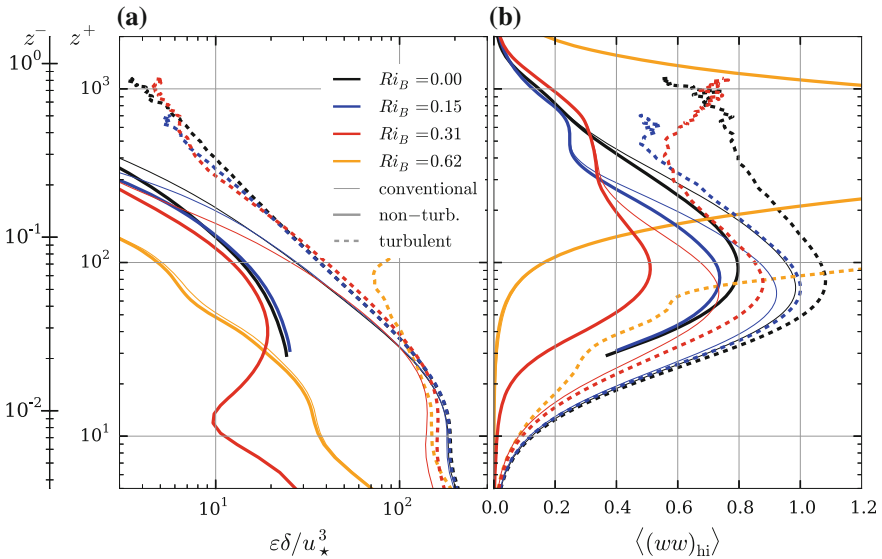 (a)
(b)
z⁻
z⁺
10⁰
10⁻¹
10⁻²
10³
10²
10¹
Ri_B =0.00
Ri_B =0.15
Ri_B =0.31
Ri_B =0.62
conventional
non−turb.
turbulent
10¹
10²
0.0
0.2
0.4
0.6
0.8
1.0
1.2
εδ/u⋆³
⟨(ww)_hi⟩